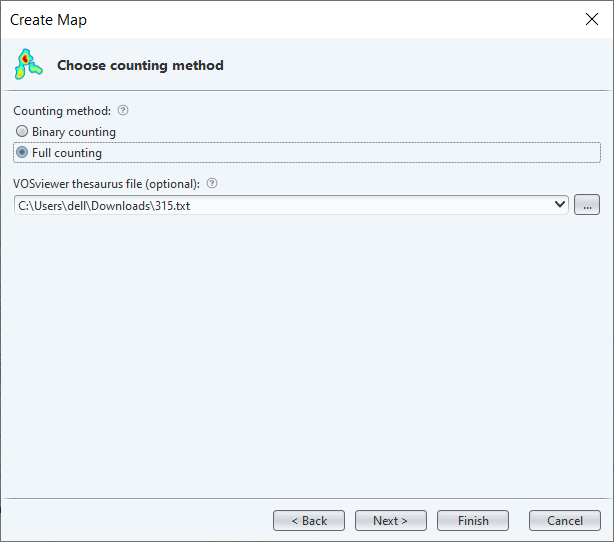 Create Map
Choose counting method
Counting method: ?
Binary counting
Full counting
VOSviewer thesaurus file (optional): ?
C:\Users\dell\Downloads\315.txt ...
< Back Next > Finish Cancel